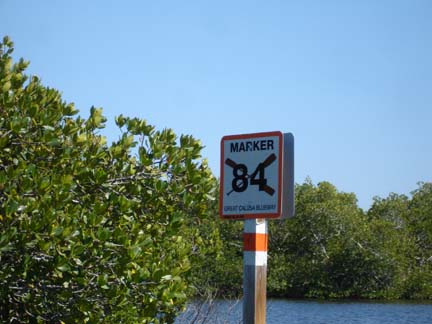 MARKER
84
GREAT CALUSA BLUEWAY